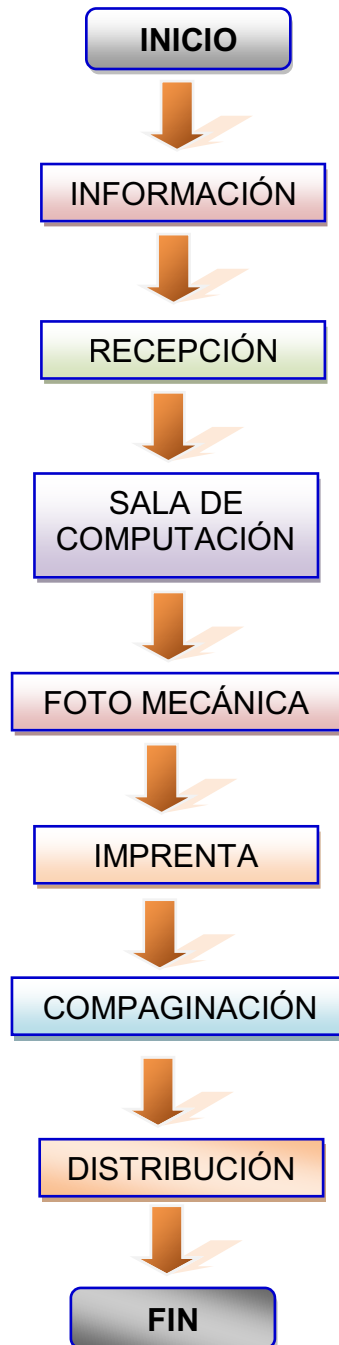 INICIO
INFORMACIÓN
RECEPCIÓN
SALA DE
COMPUTACIÓN
FOTO MECÁNICA
IMPRENTA
COMPAGINACIÓN
DISTRIBUCIÓN
FIN